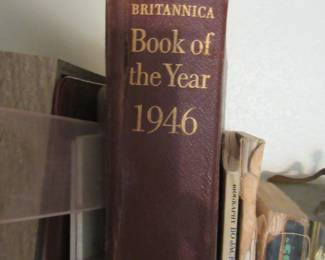 BRITANNICA
Book of
the Year
1946